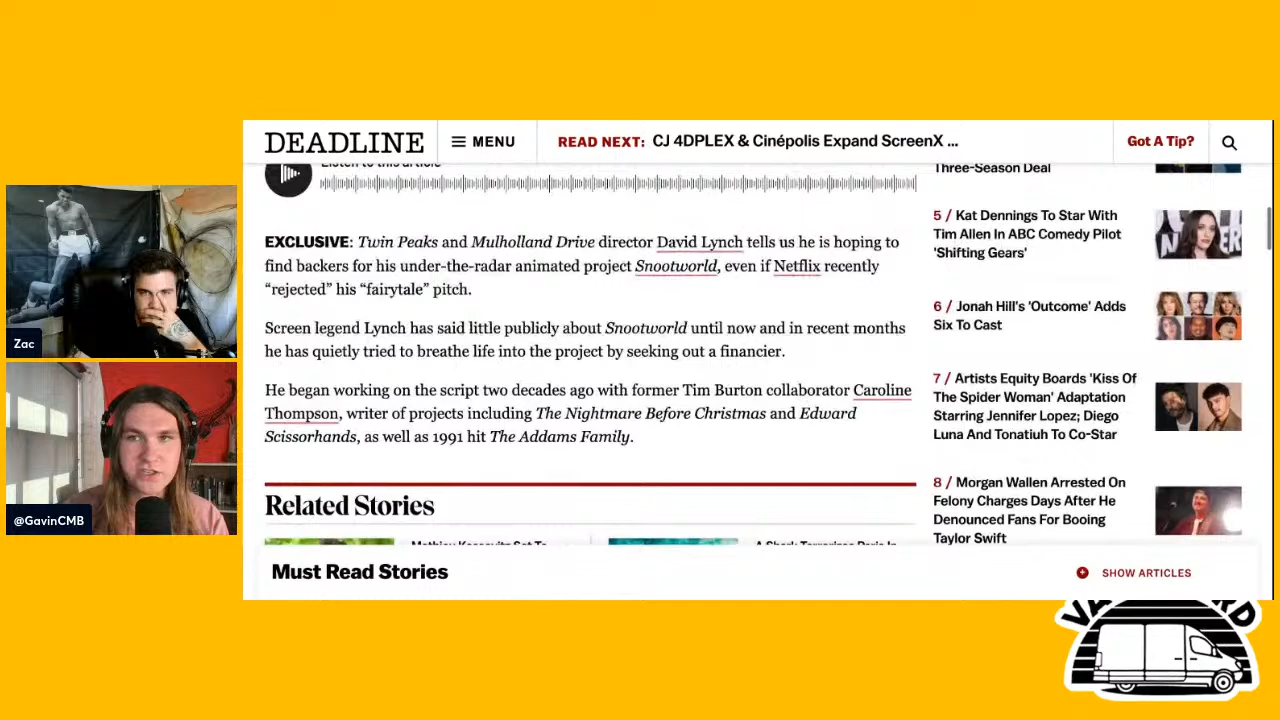 DEADLINE
MENU
READ NEXT: CJ 4DPLEX & Cinépolis Expand ScreenX ...
Got A Tip?
Listen to this article
EXCLUSIVE: Twin Peaks and Mulholland Drive director David Lynch tells us he is hoping to
find backers for his under-the-radar animated project Snootworld, even if Netflix recently
“rejected” his “fairytale” pitch.
Screen legend Lynch has said little publicly about Snootworld until now and in recent months
he has quietly tried to breathe life into the project by seeking out a financier.
He began working on the script two decades ago with former Tim Burton collaborator Caroline
Thompson, writer of projects including The Nightmare Before Christmas and Edward
Scissorhands, as well as 1991 hit The Addams Family.
Related Stories
Must Read Stories
SHOW ARTICLES
Three-Season Deal
5 / Kat Dennings To Star With
Tim Allen In ABC Comedy Pilot
'Shifting Gears'
6 / Jonah Hill's 'Outcome' Adds
Six To Cast
7 / Artists Equity Boards 'Kiss Of
The Spider Woman' Adaptation
Starring Jennifer Lopez; Diego
Luna And Tonatiuh To Co-Star
8 / Morgan Wallen Arrested On
Felony Charges Days After He
Denounced Fans For Booing
Taylor Swift
Zac
@GavinCMB